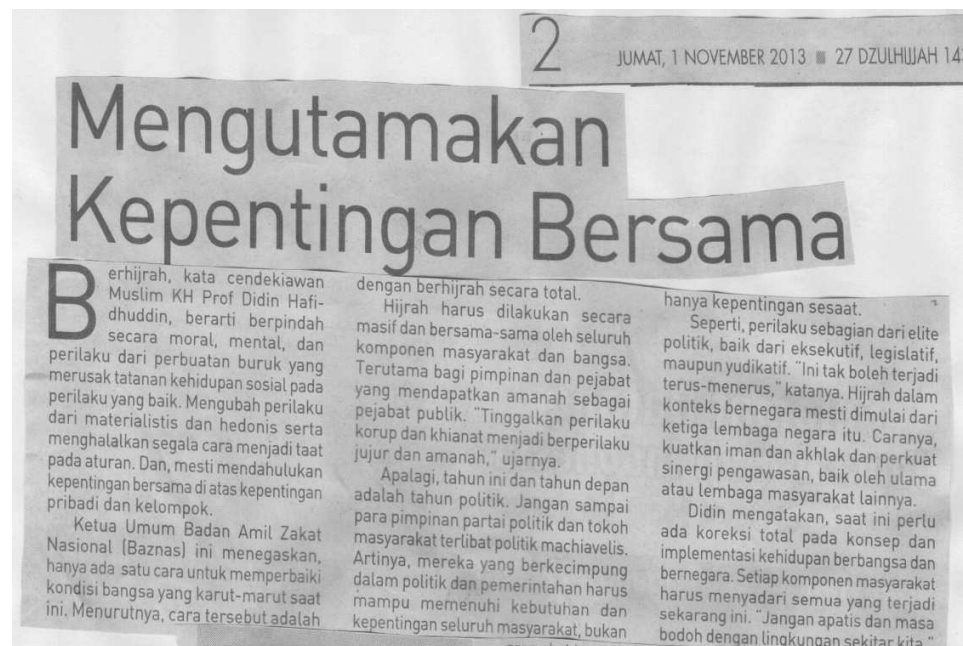 2
JUMAT, 1 NOVEMBER 2013 ■ 27 DZULHIJJAH 143
Mengutamakan
Kepentingan Bersama
Berhijrah, kata cendekiawan
Muslim KH Prof Didin Hafi-
dhuddin, berarti berpindah
secara moral, mental, dan
perilaku dari perbuatan buruk yang
merusak tatanan kehidupan sosial pada
perilaku yang baik. Mengubah perilaku
dari materialistis dan hedonis serta
menghalalkan segala cara menjadi taat
pada aturan. Dan, mesti mendahulukan
kepentingan bersama di atas kepentingan
pribadi dan kelompok.
Ketua Umum Badan Amil Zakat
Nasional (Baznas) ini menegaskan,
hanya ada satu cara untuk memperbaiki
kondisi bangsa yang karut-marut saat
ini. Menurutnya, cara tersebut adalah
dengan berhijrah secara total.
Hijrah harus dilakukan secara
masif dan bersama-sama oleh seluruh
komponen masyarakat dan bangsa.
Terutama bagi pimpinan dan pejabat
yang mendapatkan amanah sebagai
pejabat publik. "Tinggalkan perilaku
korup dan khianat menjadi berperilaku
jujur dan amanah," ujarnya.
Apalagi, tahun ini dan tahun depan
adalah tahun politik. Jangan sampai
para pimpinan partai politik dan tokoh
masyarakat terlibat politik machiavelis.
Artinya, mereka yang berkecimpung
dalam politik dan pemerintahan harus
mampu memenuhi kebutuhan dan
kepentingan seluruh masyarakat, bukan
hanya kepentingan sesaat.
Seperti, perilaku sebagian dari elite
politik, baik dari eksekutif, legislatif,
maupun yudikatif. "Ini tak boleh terjadi
terus-menerus," katanya. Hijrah dalam
konteks bernegara mesti dimulai dari
ketiga lembaga negara itu. Caranya,
kuatkan iman dan akhlak dan perkuat
sinergi pengawasan, baik oleh ulama
atau lembaga masyarakat lainnya.
Didin mengatakan, saat ini perlu
ada koreksi total pada konsep dan
implementasi kehidupan berbangsa dan
bernegara. Setiap komponen masyarakat
harus menyadari semua yang terjadi
sekarang ini. "Jangan apatis dan masa
bodoh dengan lingkungan sekitar kita."